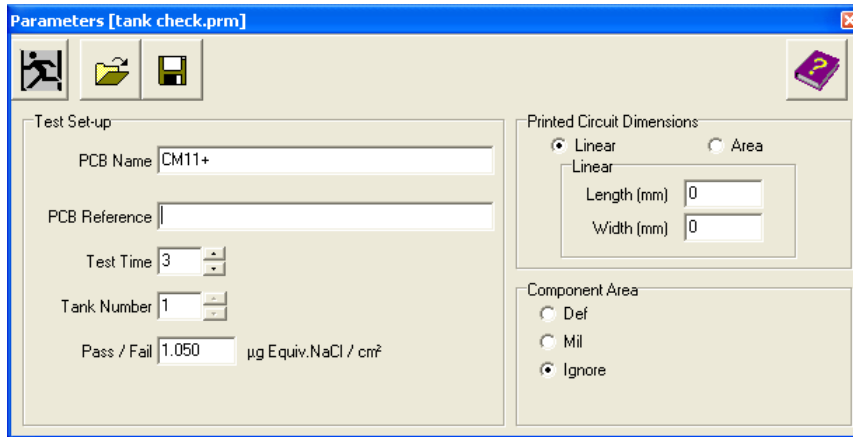 Parameters [tank check.prm]
Test Set-up
PCB Name CM11+
PCB Reference
Test Time 3
Tank Number 1
Pass / Fail 1.050 µg Equiv.NaCl / cm²
Printed Circuit Dimensions
Linear Area
Linear
Length (mm) 0
Width (mm) 0
Component Area
Def
Mil
Ignore